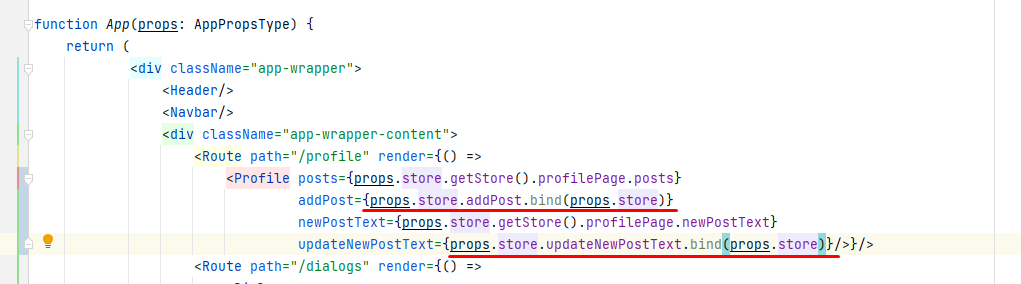 function App(props: AppPropsType) {
return (
<div className="app-wrapper">
<Header/>
<Navbar/>
<div className="app-wrapper-content">
<Route path="/profile" render={() =>
<Profile posts={props.store.getStore().profilePage.posts}
addPost={props.store.addPost.bind(props.store)}
newPostText={props.store.getStore().profilePage.newPostText}
updateNewPostText={props.store.updateNewPostText.bind(props.store)}/>}/>
<Route path="/dialogs" render={() =>